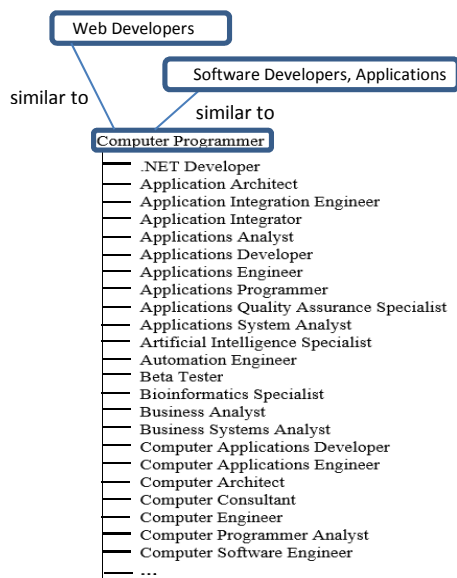 Web Developers
Software Developers, Applications
similar to
similar to
Computer Programmer
.NET Developer
Application Architect
Application Integration Engineer
Application Integrator
Applications Analyst
Applications Developer
Applications Engineer
Applications Programmer
Applications Quality Assurance Specialist
Applications System Analyst
Artificial Intelligence Specialist
Automation Engineer
Beta Tester
Bioinformatics Specialist
Business Analyst
Business Systems Analyst
Computer Applications Developer
Computer Applications Engineer
Computer Architect
Computer Consultant
Computer Engineer
Computer Programmer Analyst
Computer Software Engineer
...